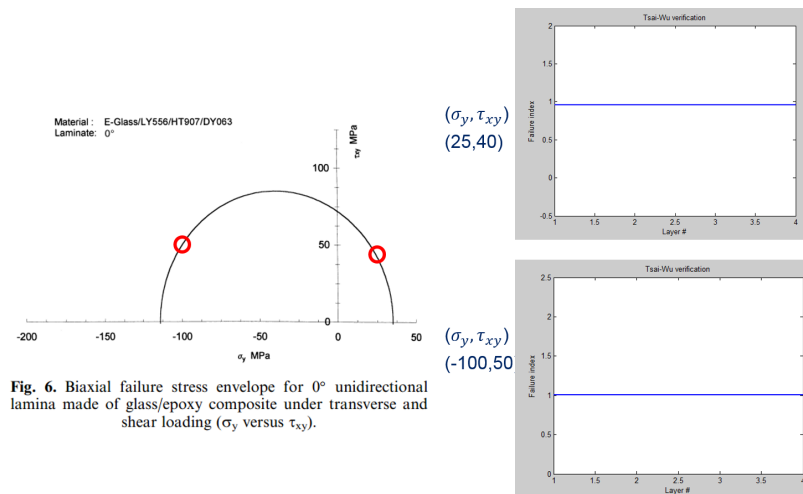 Material : E-Glass/LY556/HT907/DY063
Laminate: 0°
τxy MPa
100
50
0
-200 -150 -100 -50 0 50
σy MPa
Fig. 6. Biaxial failure stress envelope for 0° unidirectional
lamina made of glass/epoxy composite under transverse and
shear loading (σy versus τxy).
(σy, τxy)
(25,40)
Tsai-Wu verification
Failure index
2
1.5
1
0.5
0
-0.5
1 1.5 2 2.5 3 3.5 4
Layer #
(σy, τxy)
(-100,50
Tsai-Wu verification
Failure index
2.5
2
1.5
1
0.5
0
1 1.5 2 2.5 3 3.5 4
Layer #